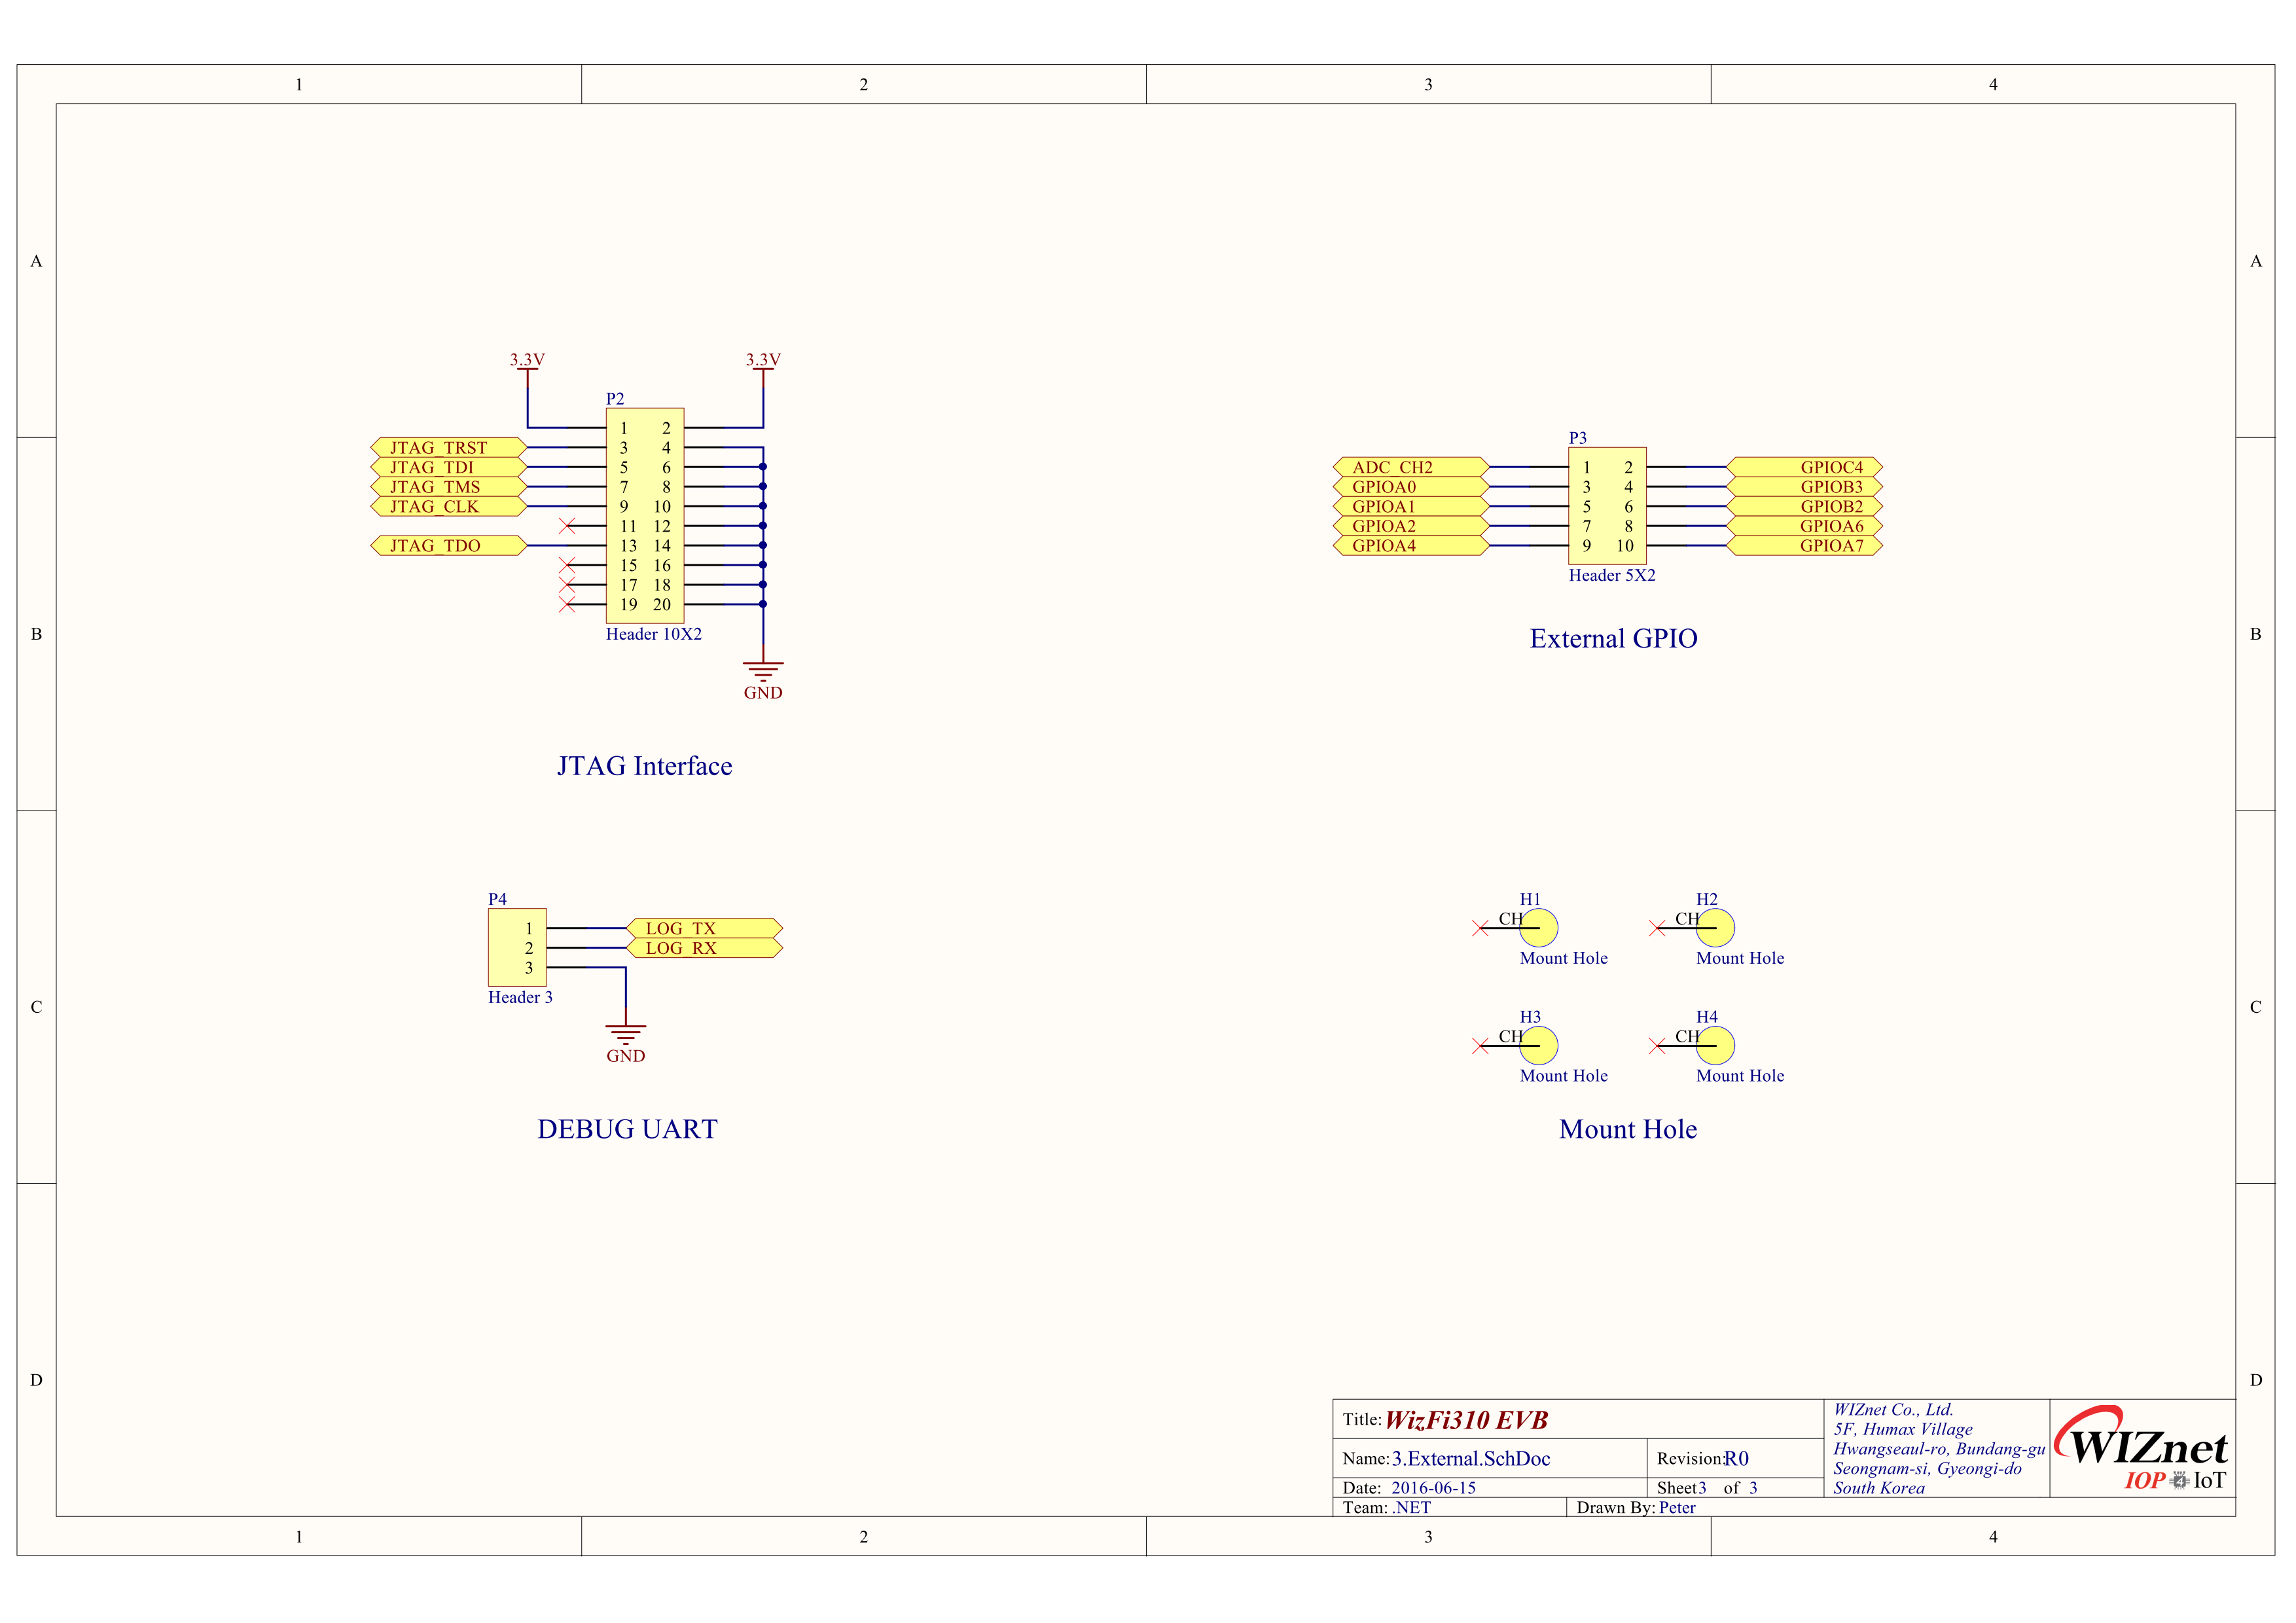 1 2 3 4
A A
3.3V 3.3V
P2
1 2
JTAG_TRST 3 4
JTAG_TDI 5 6
JTAG_TMS 7 8
JTAG_CLK 9 10
11 12
JTAG_TDO 13 14
15 16
17 18
19 20
Header 10X2
GND
JTAG Interface
P3
ADC_CH2 1 2 GPIOC4
GPIOA0 3 4 GPIOB3
GPIOA1 5 6 GPIOB2
GPIOA2 7 8 GPIOA6
GPIOA4 9 10 GPIOA7
Header 5X2
External GPIO
B B
P4
1 LOG_TX
2 LOG_RX
3
Header 3
GND
DEBUG UART
H1 H2
CH CH
Mount Hole Mount Hole
H3 H4
CH CH
Mount Hole Mount Hole
Mount Hole
C C
D D
Title: WizFi310 EVB
Name: 3.External.SchDoc Revision: R0
Date: 2016-06-15 Sheet 3 of 3
Team: .NET Drawn By: Peter
WIZnet Co., Ltd.
5F, Humax Village
Hwangseaul-ro, Bundang-gu
Seongnam-si, Gyeongi-do
South Korea
WIZnet
IOP 4 IoT
1 2 3 4